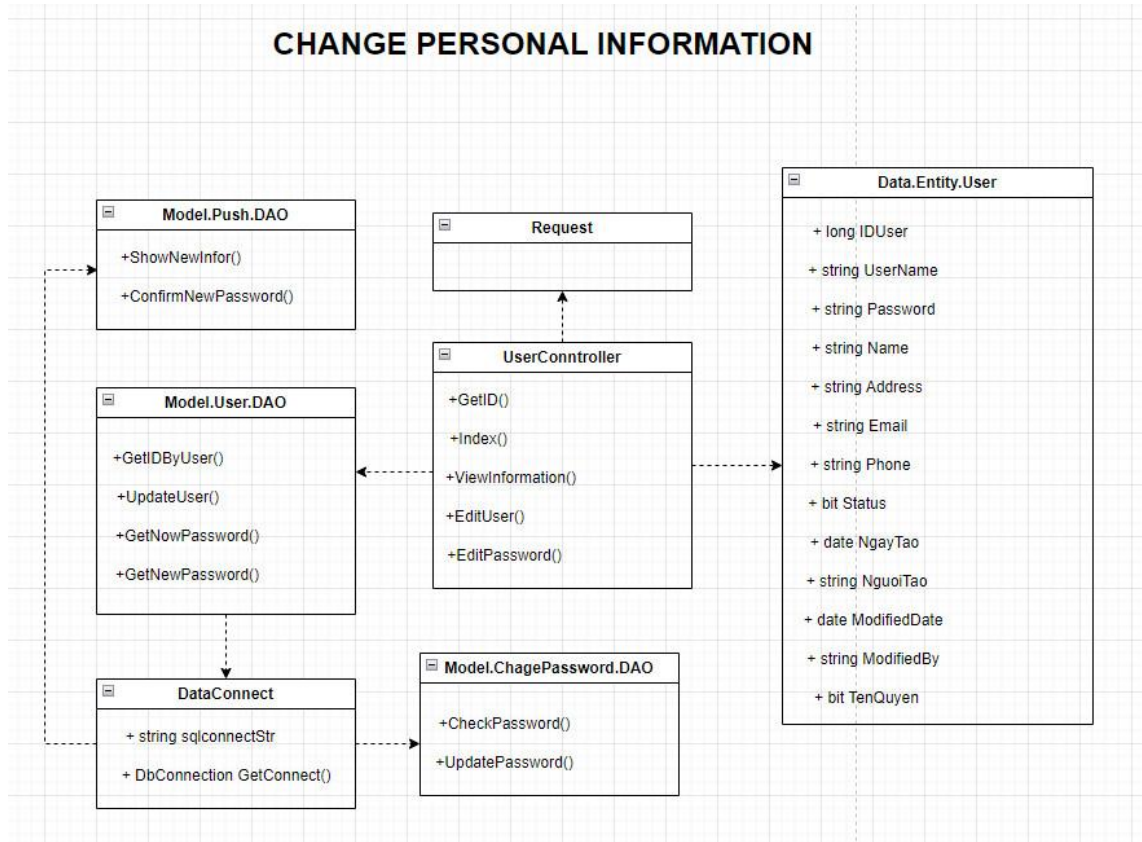 CHANGE PERSONAL INFORMATION
Model.Push.DAO
+ShowNewInfor()
+ConfirmNewPassword()
Request
Data.Entity.User
+ long IDUser
+ string UserName
+ string Password
+ string Name
+ string Address
+ string Email
+ string Phone
+ bit Status
+ date NgayTao
+ string NguoiTao
+ date ModifiedDate
+ string ModifiedBy
+ bit TenQuyen
UserConntroller
+GetID()
+Index()
+ViewInformation()
+EditUser()
+EditPassword()
Model.User.DAO
+GetIDByUser()
+UpdateUser()
+GetNowPassword()
+GetNewPassword()
DataConnect
+ string sqlconnectStr
+ DbConnection GetConnect()
Model.ChagePassword.DAO
+CheckPassword()
+UpdatePassword()